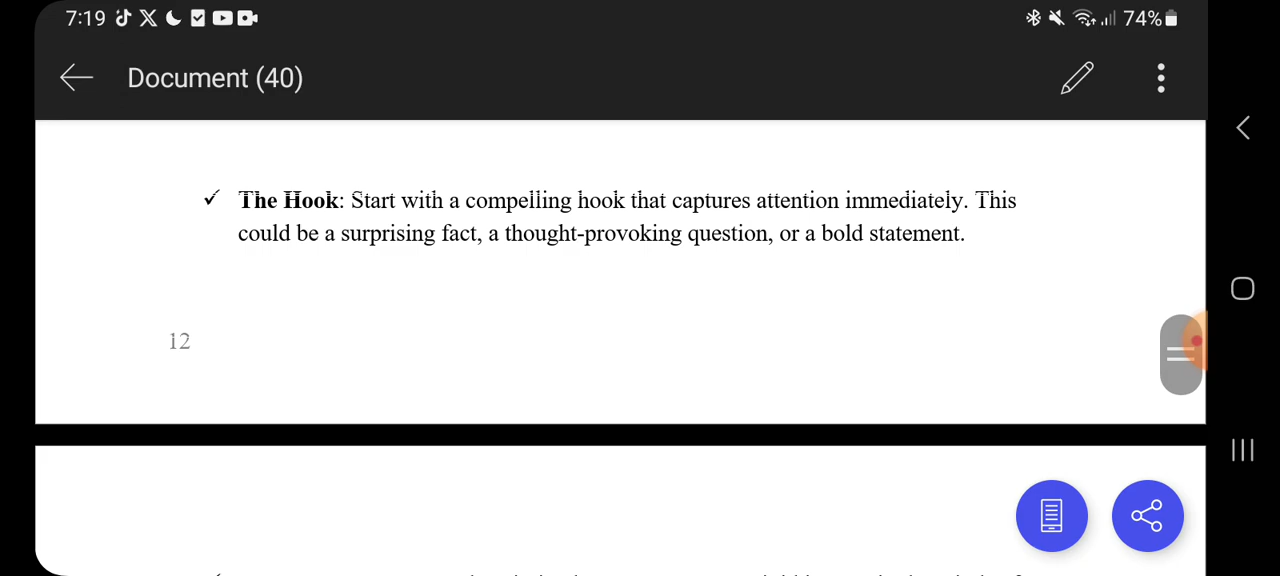 7:19 74%
Document (40)
✓ The Hook: Start with a compelling hook that captures attention immediately. This
could be a surprising fact, a thought-provoking question, or a bold statement.
12